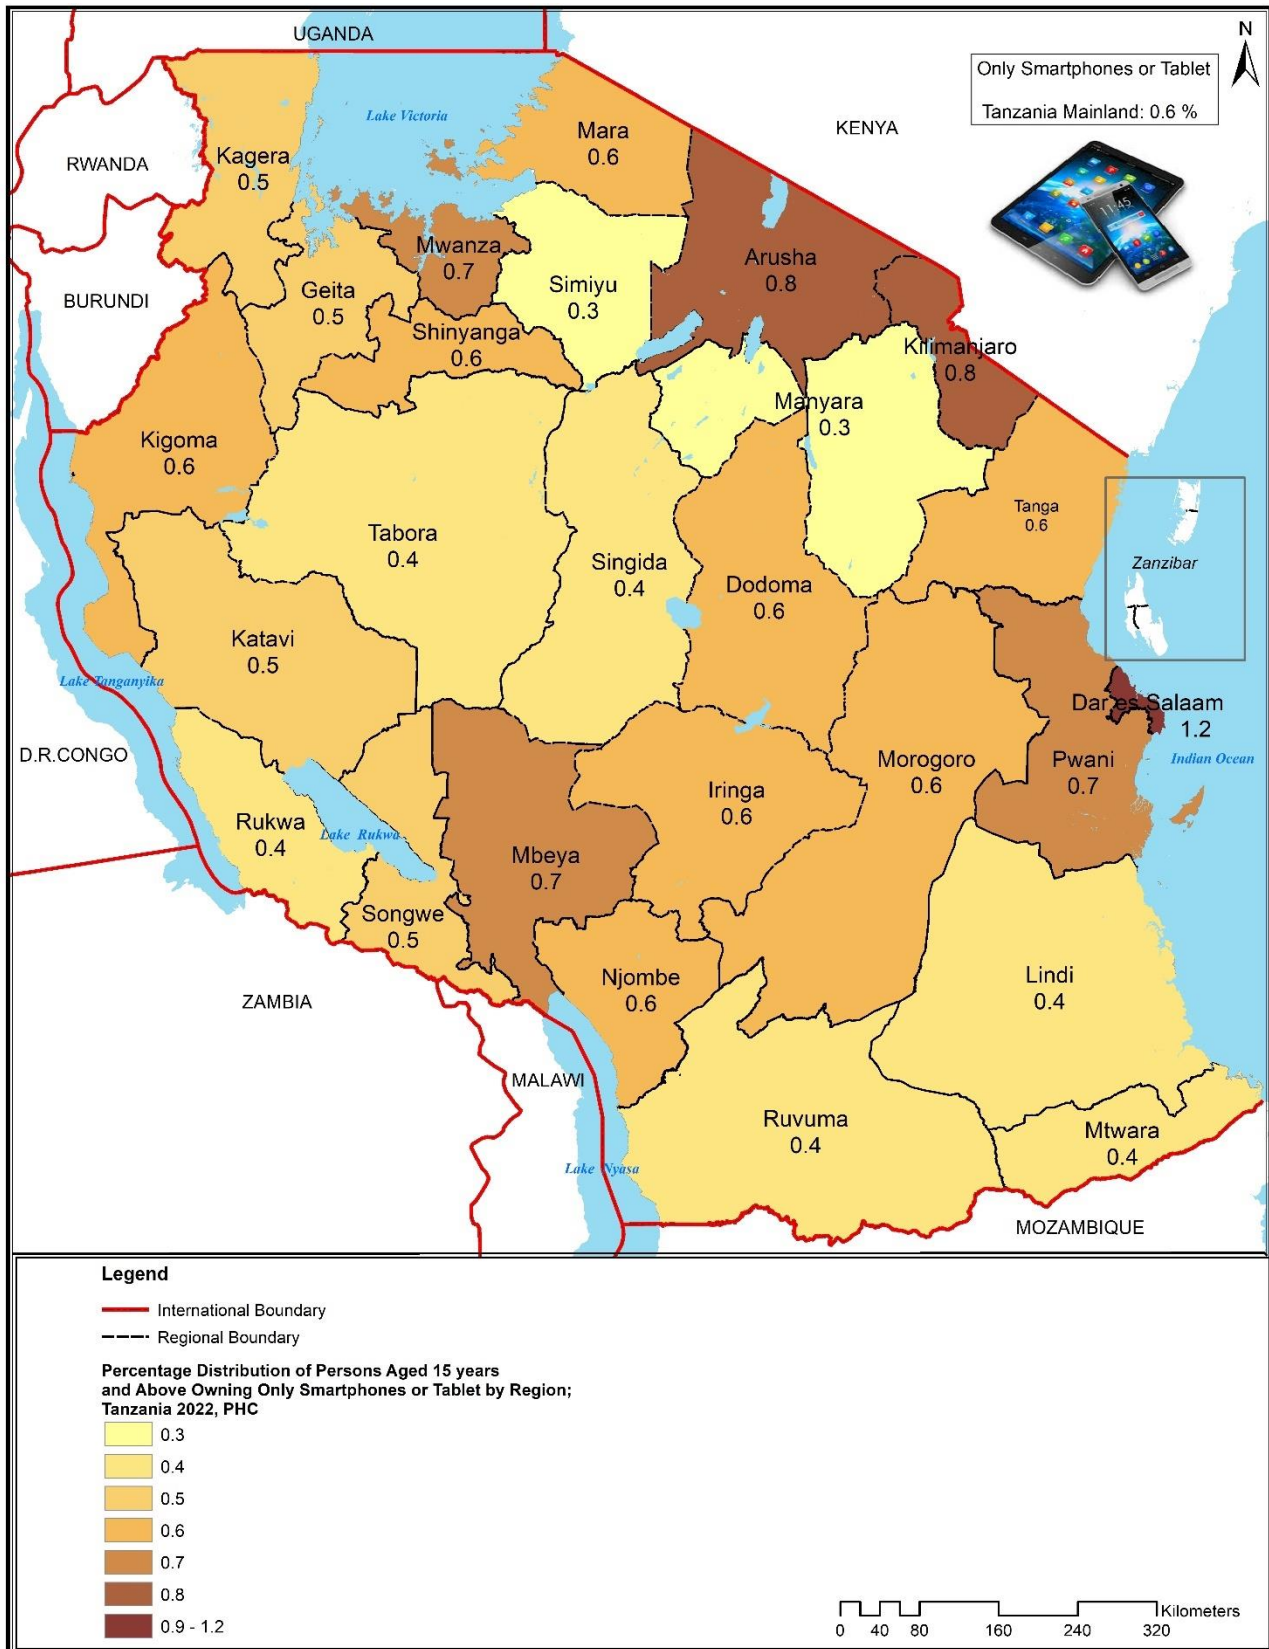 UGANDA
N
Only Smartphones or Tablet
Tanzania Mainland: 0.6 %
Lake Victoria
KENYA
Mara
0.6
RWANDA
Kagera
0.5
11:45
Mwanza
0.7
Arusha
0.8
BURUNDI
Geita
0.5
Simiyu
0.3
Shinyanga
0.6
Kilimanjaro
0.8
Manyara
0.3
Kigoma
0.6
Tanga
0.6
Tabora
0.4
Singida
0.4
Dodoma
0.6
Zanzibar
Katavi
0.5
Lake Tanganyika
Dar es Salaam
1.2
D.R.CONGO
Morogoro
0.6
Pwani
0.7
Indian Ocean
Iringa
0.6
Rukwa
0.4
Lake Rukwa
Mbeya
0.7
Songwe
0.5
Njombe
0.6
Lindi
0.4
ZAMBIA
MALAWI
Ruvuma
0.4
Mtwara
0.4
Lake Nyasa
MOZAMBIQUE
Legend
International Boundary
Regional Boundary
Percentage Distribution of Persons Aged 15 years
and Above Owning Only Smartphones or Tablet by Region;
Tanzania 2022, PHC
0.3
0.4
0.5
0.6
0.7
0.8
0.9 - 1.2
Kilometers
0 40 80 160 240 320